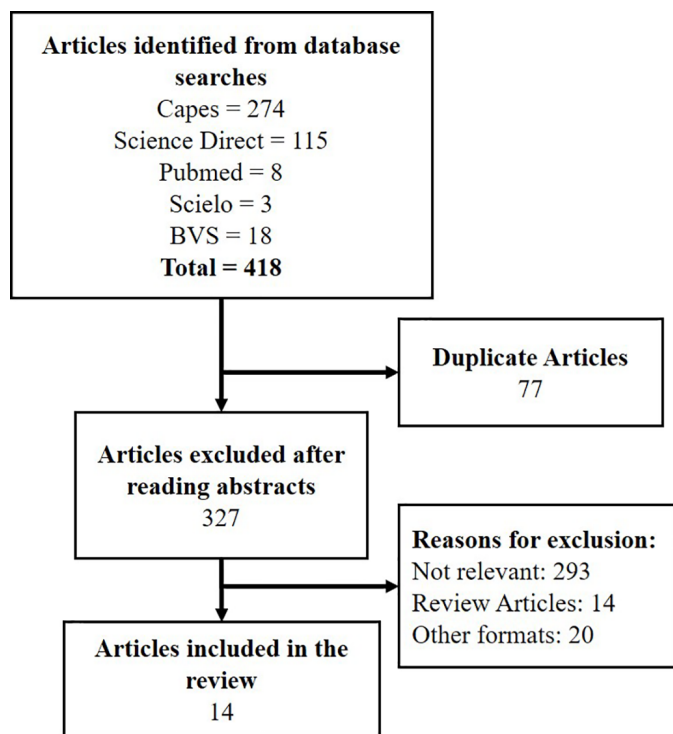 Articles identified from database
searches
Capes = 274
Science Direct = 115
Pubmed = 8
Scielo = 3
BVS = 18
Total = 418
Duplicate Articles
77
Articles excluded after
reading abstracts
327
Reasons for exclusion:
Not relevant: 293
Review Articles: 14
Other formats: 20
Articles included in the
review
14